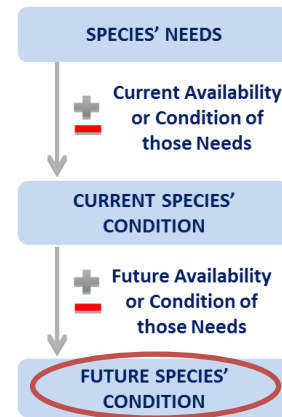 SPECIES’ NEEDS
Current Availability
or Condition of
those Needs
CURRENT SPECIES’
CONDITION
Future Availability
or Condition of
those Needs
FUTURE SPECIES’
CONDITION